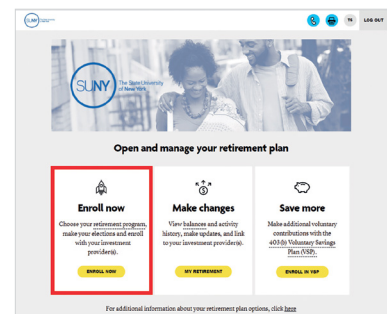 SUNY
TS
LOG OUT
SUNY
The State University
of New York
Open and manage your retirement plan
Enroll now
Choose your retirement program,
make your elections and enroll
with your investment
provider(s).
ENROLL NOW
Make changes
View balances and activity
history, make updates, and link
to your investment provider(s).
MY RETIREMENT
Save more
Make additional voluntary
contributions with the
403(b) Voluntary Savings
Plan (VSP).
ENROLL IN VSP
For additional information about your retirement plan options, click here